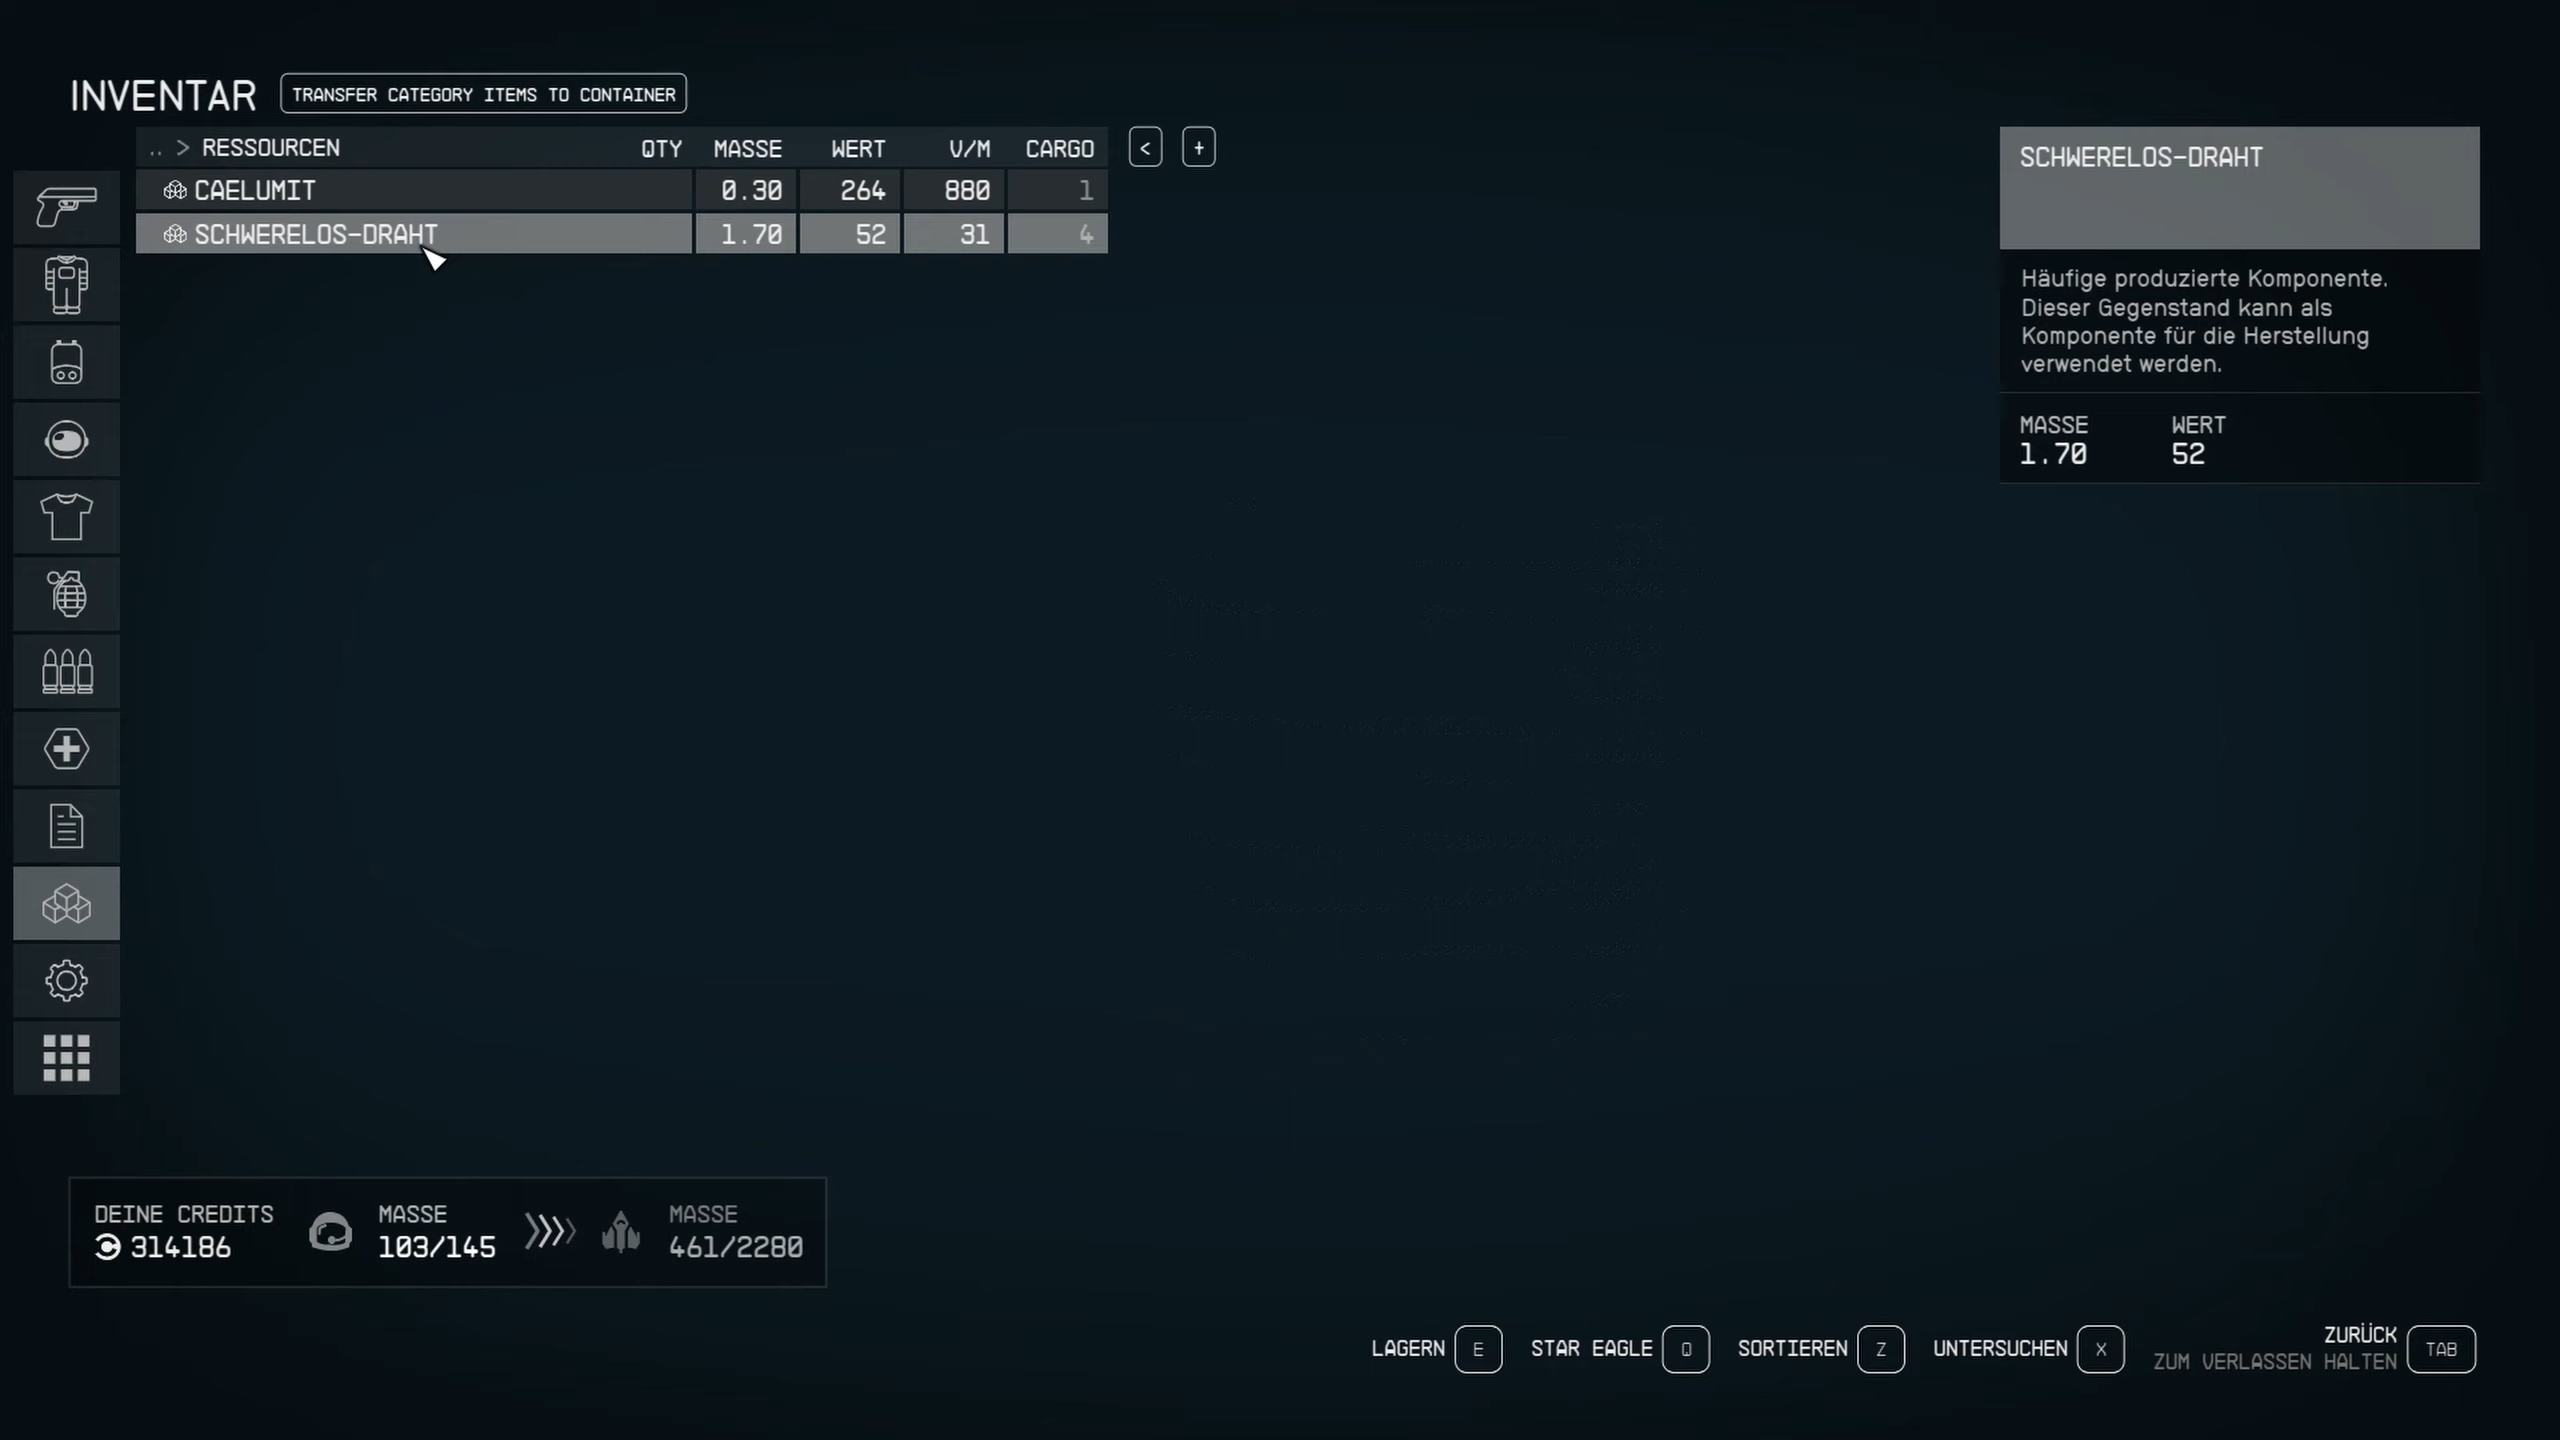 INVENTAR TRANSFER CATEGORY ITEMS TO CONTAINER
.. > RESSOURCEN QTY MASSE WERT V/M CARGO < +
CAELUMIT 0.30 264 880 1
SCHWERELOS-DRAHT 1.70 52 31 4
SCHWERELOS-DRAHT
Häufige produzierte Komponente.
Dieser Gegenstand kann als
Komponente für die Herstellung
verwendet werden.
MASSE WERT
1.70 52
DEINE CREDITS MASSE MASSE
314186 103/145 461/2280
LAGERN E STAR EAGLE Q SORTIEREN Z UNTERSUCHEN X ZURÜCK TAB
ZUM VERLASSEN HALTEN